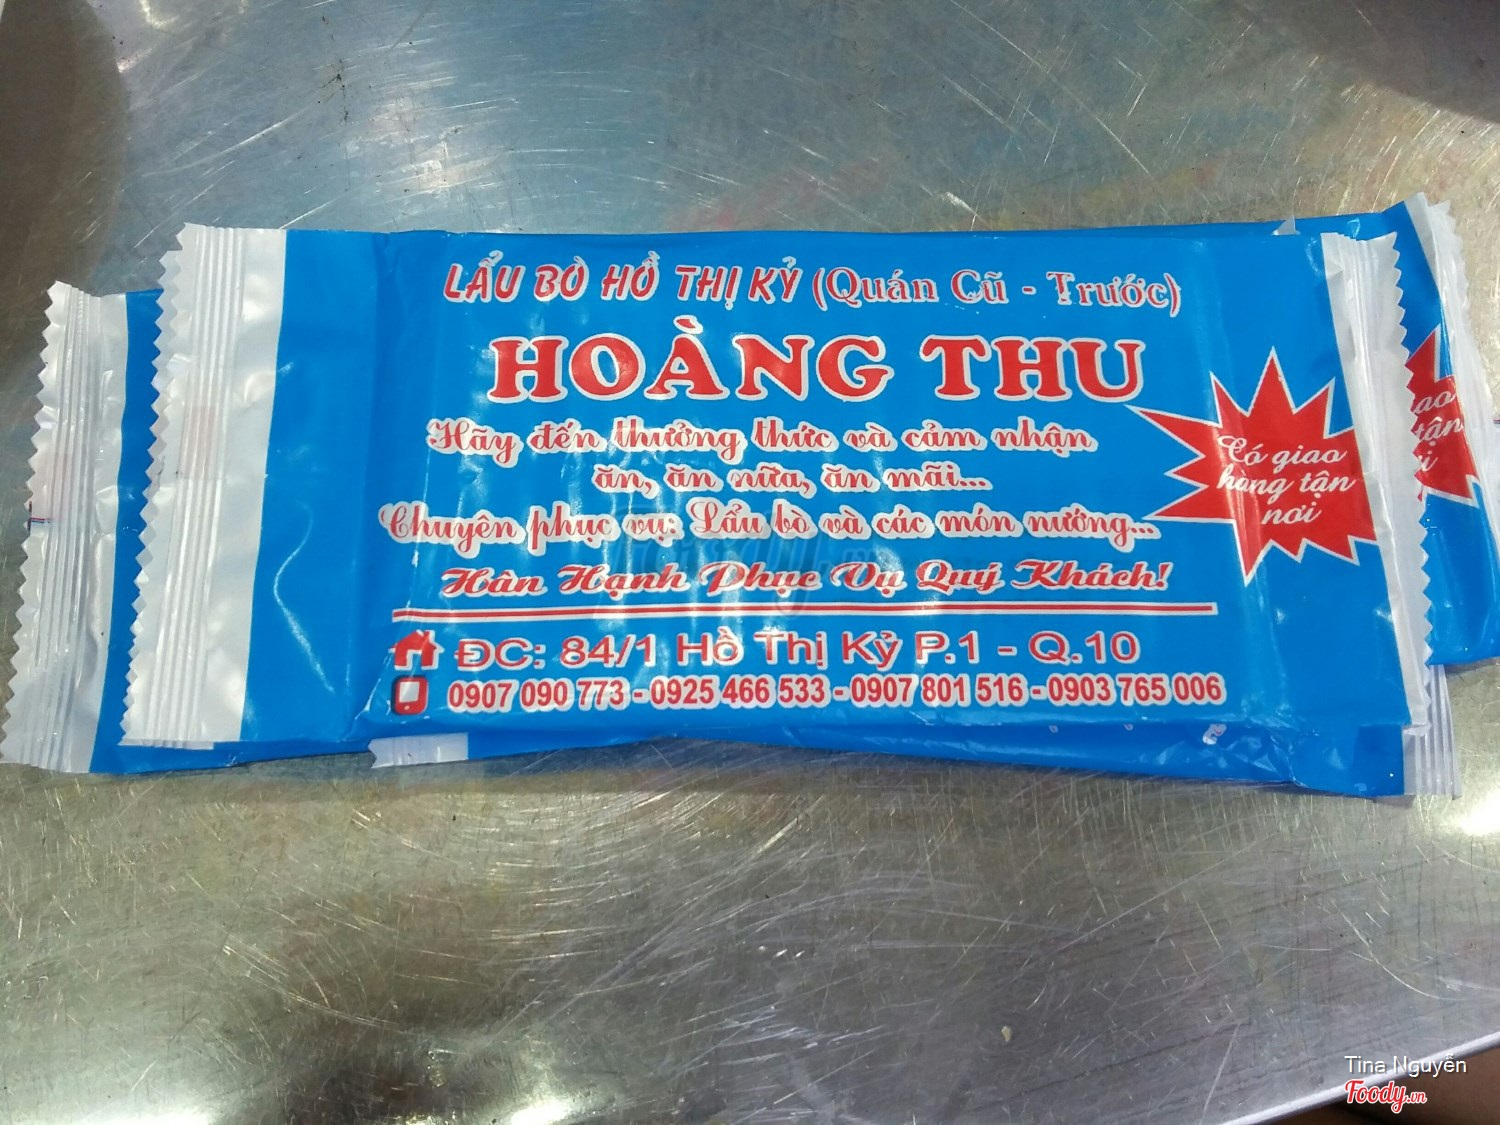 LẨU BÒ HỒ THỊ KỶ (Quán Cũ - Trước)
HOÀNG THU
Hãy đến thưởng thức và cảm nhận
ăn, ăn nữa, ăn mãi...
Chuyên phục vụ: Lẩu bò và các món nướng...
Hân Hạnh Phục Vụ Quý Khách!
Có giao
hàng tận
nơi
ĐC: 84/1 Hồ Thị Kỷ P.1 - Q.10
0907 090 773 - 0925 466 533 - 0907 801 516 - 0903 765 006
ao
tận
i
Tina Nguyễn
Foody.vn